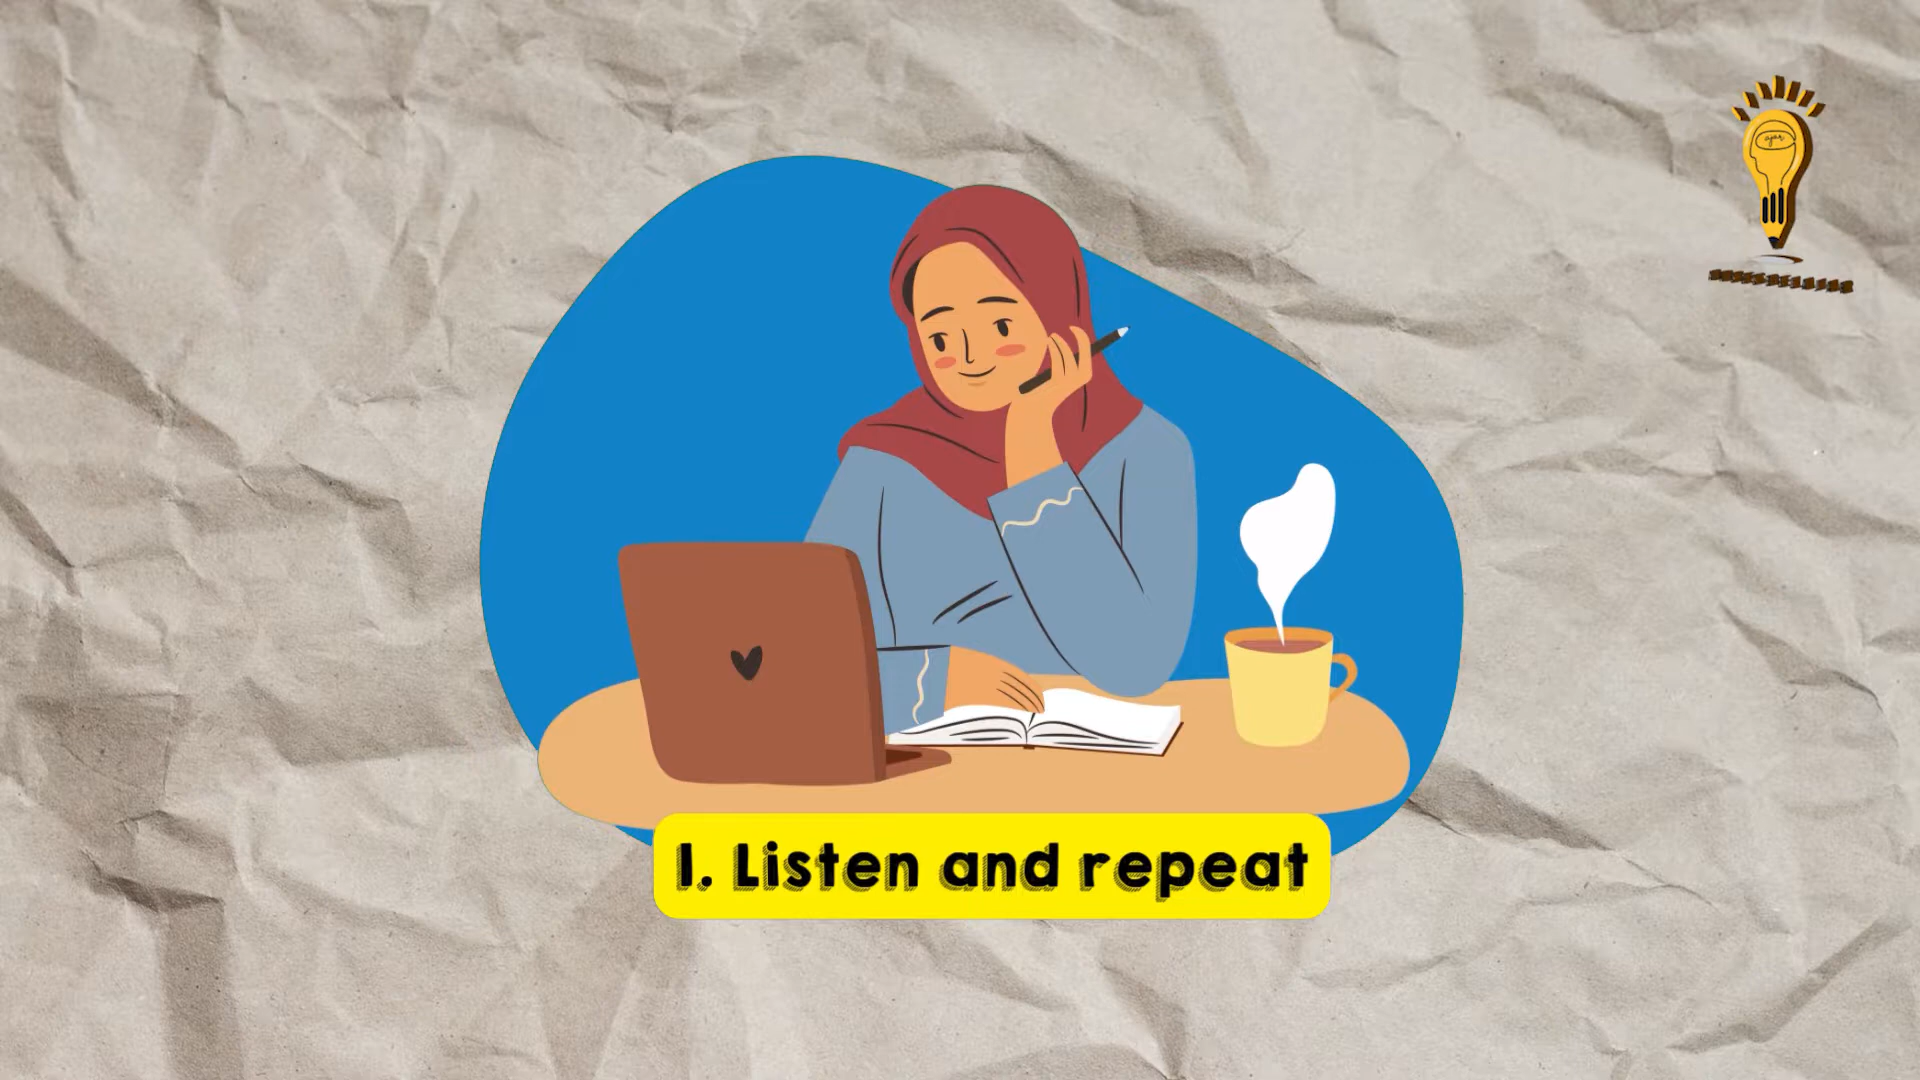 1. Listen and repeat